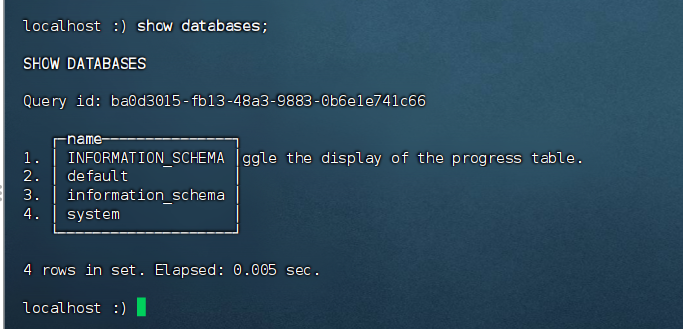 localhost :) show databases;
SHOW DATABASES
Query id: ba0d3015-fb13-48a3-9883-0b6e1e741c66
name
1. INFORMATION_SCHEMA ggle the display of the progress table.
2. default
3. information_schema
4. system
4 rows in set. Elapsed: 0.005 sec.
localhost :)